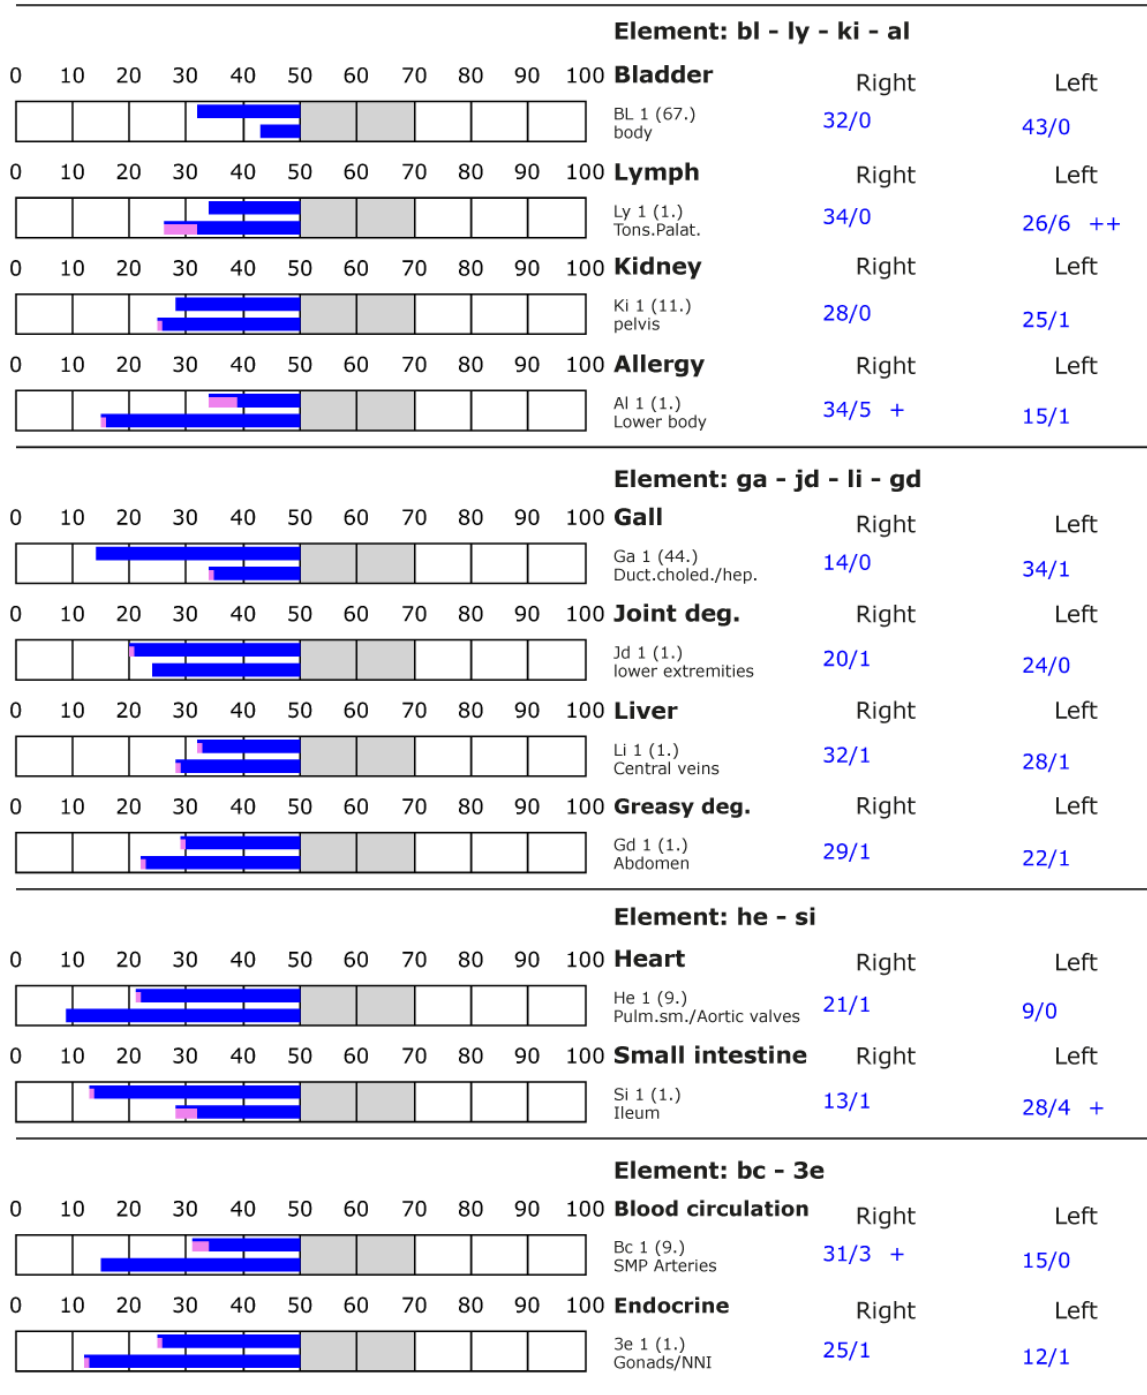 Element: bl - ly - ki - al
0 10 20 30 40 50 60 70 80 90 100 Bladder Right Left
BL 1 (67.) 32/0 43/0
body
0 10 20 30 40 50 60 70 80 90 100 Lymph Right Left
Ly 1 (1.) 34/0 26/6 ++
Tons.Palat.
0 10 20 30 40 50 60 70 80 90 100 Kidney Right Left
Ki 1 (11.) 28/0 25/1
pelvis
0 10 20 30 40 50 60 70 80 90 100 Allergy Right Left
Al 1 (1.) 34/5 + 15/1
Lower body
Element: ga - jd - li - gd
0 10 20 30 40 50 60 70 80 90 100 Gall Right Left
Ga 1 (44.) 14/0 34/1
Duct.choled./hep.
0 10 20 30 40 50 60 70 80 90 100 Joint deg. Right Left
Jd 1 (1.) 20/1 24/0
lower extremities
0 10 20 30 40 50 60 70 80 90 100 Liver Right Left
Li 1 (1.) 32/1 28/1
Central veins
0 10 20 30 40 50 60 70 80 90 100 Greasy deg. Right Left
Gd 1 (1.) 29/1 22/1
Abdomen
Element: he - si
0 10 20 30 40 50 60 70 80 90 100 Heart Right Left
He 1 (9.) 21/1 9/0
Pulm.sm./Aortic valves
0 10 20 30 40 50 60 70 80 90 100 Small intestine Right Left
Si 1 (1.) 13/1 28/4 +
Ileum
Element: bc - 3e
0 10 20 30 40 50 60 70 80 90 100 Blood circulation Right Left
Bc 1 (9.) 31/3 + 15/0
SMP Arteries
0 10 20 30 40 50 60 70 80 90 100 Endocrine Right Left
3e 1 (1.) 25/1 12/1
Gonads/NNI